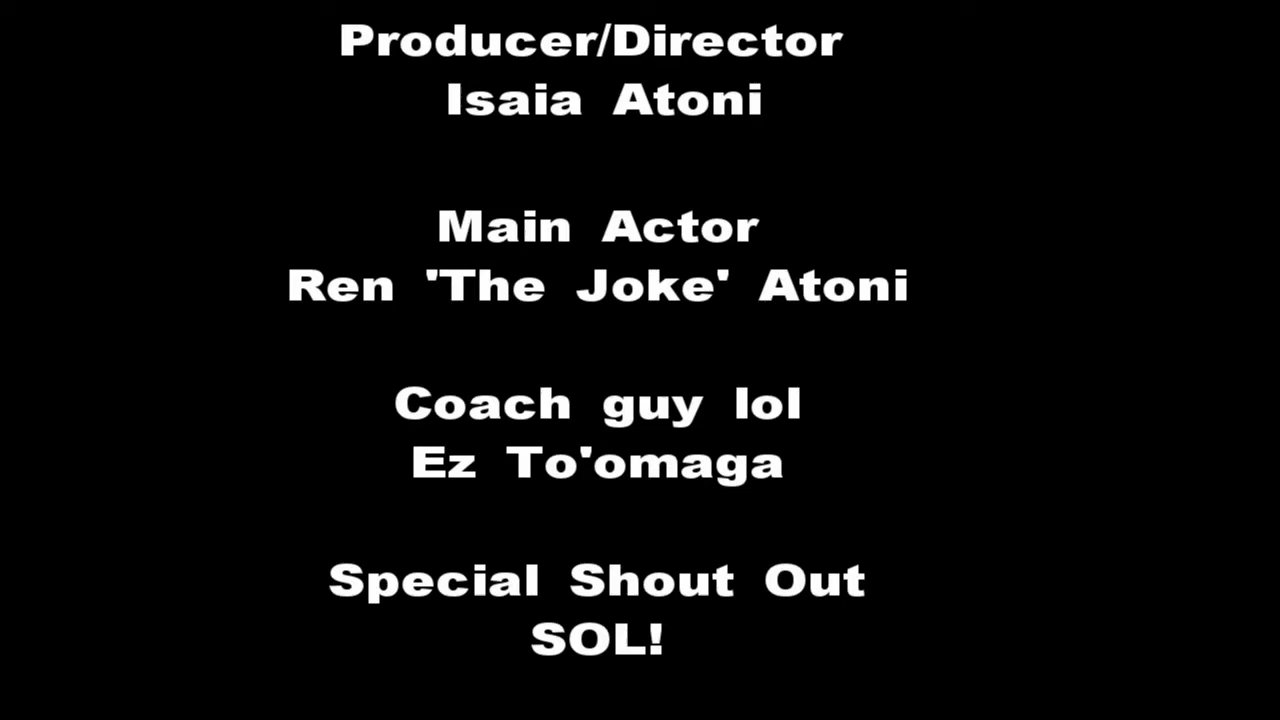 Producer/Director
Isaia Atoni
Main Actor
Ren 'The Joke' Atoni
Coach guy lol
Ez To'omaga
Special Shout Out
SOL!